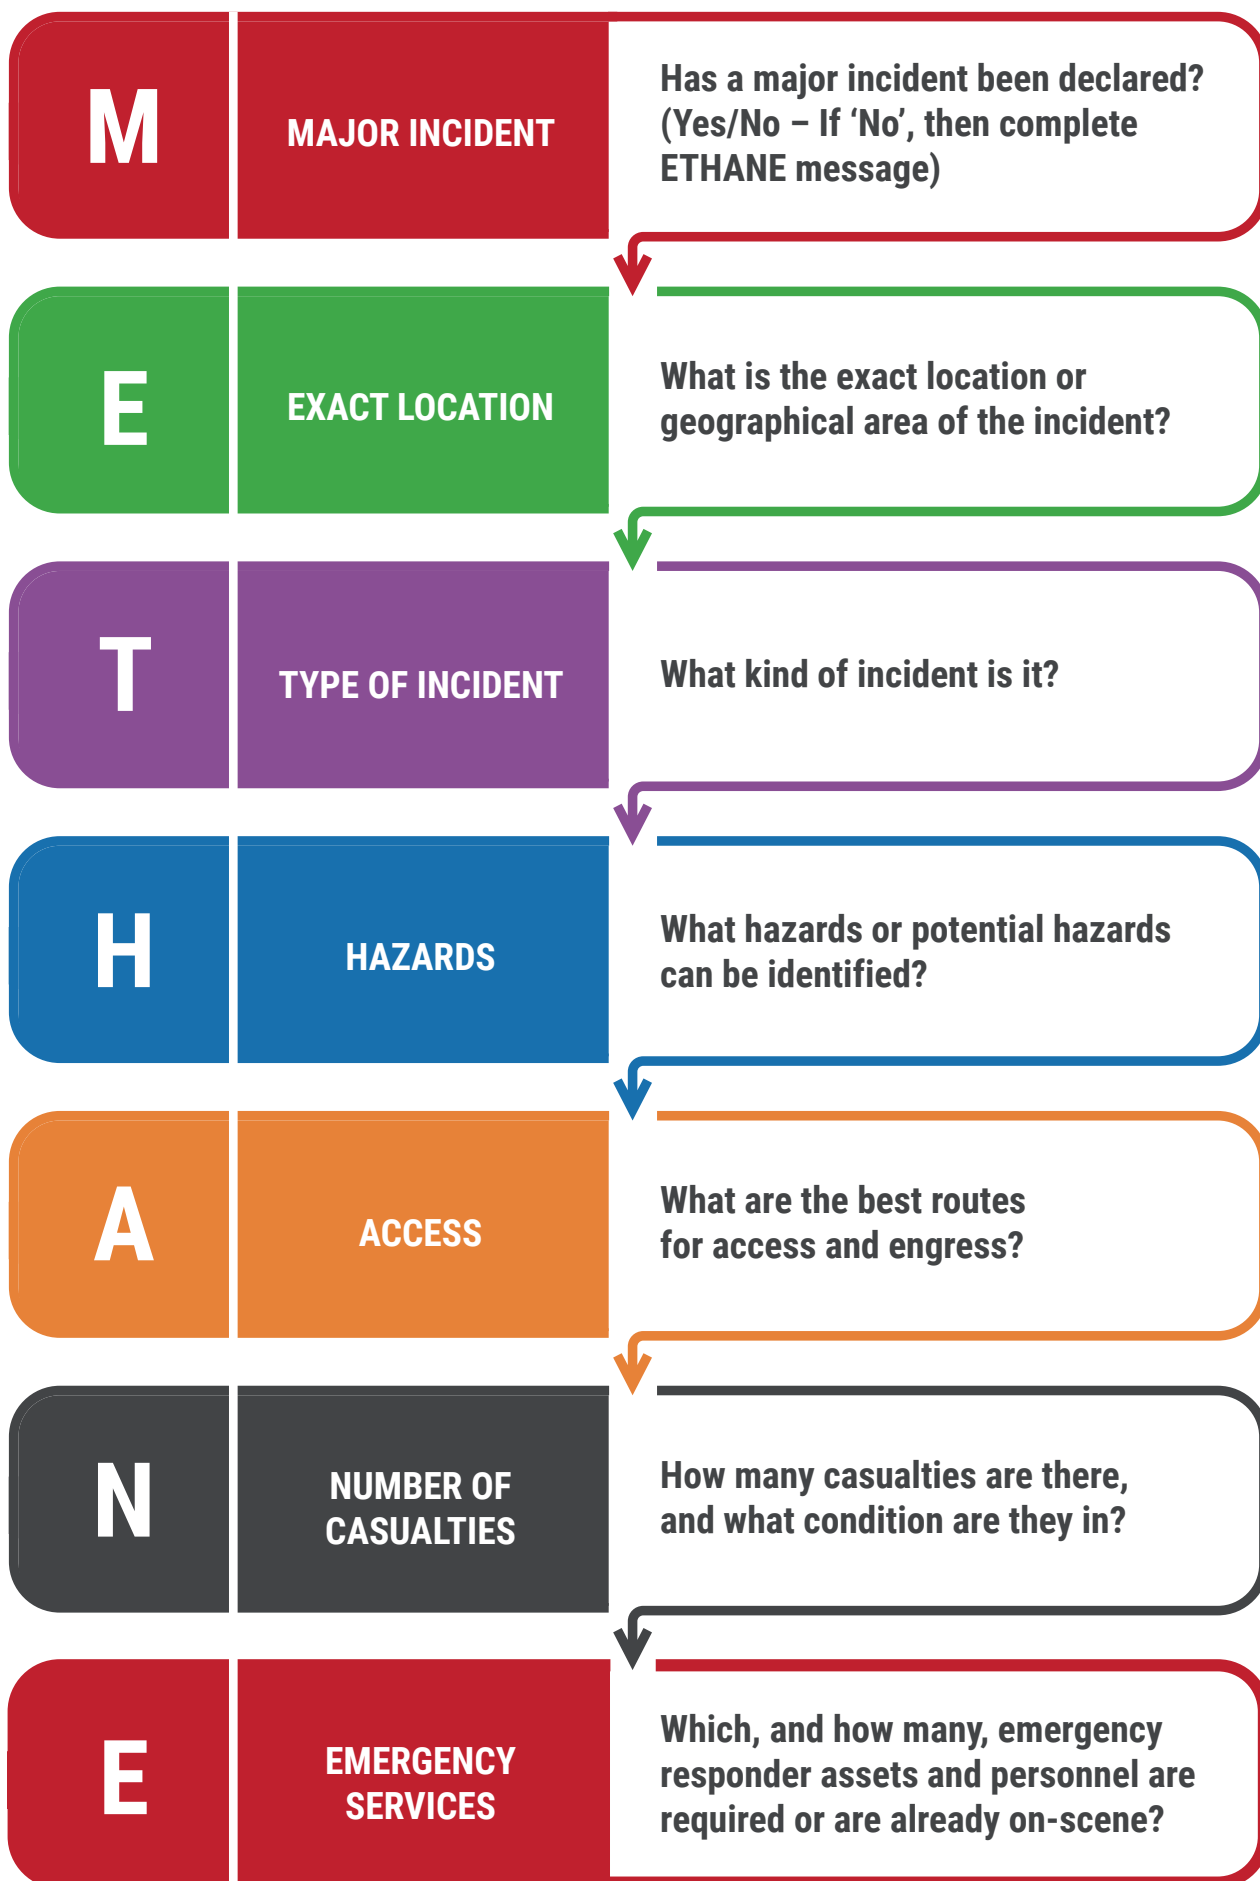 M
MAJOR INCIDENT
Has a major incident been declared?
(Yes/No – If ‘No’, then complete
ETHANE message)
E
EXACT LOCATION
What is the exact location or
geographical area of the incident?
T
TYPE OF INCIDENT
What kind of incident is it?
H
HAZARDS
What hazards or potential hazards
can be identified?
A
ACCESS
What are the best routes
for access and engress?
N
NUMBER OF
CASUALTIES
How many casualties are there,
and what condition are they in?
E
EMERGENCY
SERVICES
Which, and how many, emergency
responder assets and personnel are
required or are already on-scene?